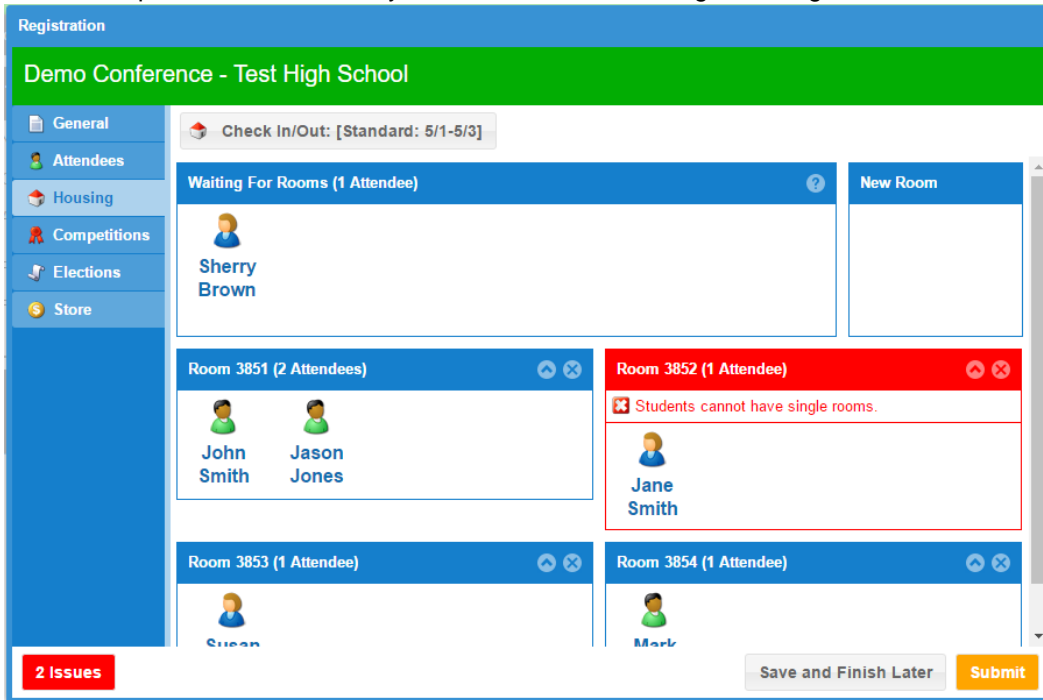 Registration
Demo Conference - Test High School
General
Attendees
Housing
Competitions
Elections
Store
Check In/Out: [Standard: 5/1-5/3]
Waiting For Rooms (1 Attendee)
Sherry
Brown
New Room
Room 3851 (2 Attendees)
John
Smith
Jason
Jones
Room 3852 (1 Attendee)
Students cannot have single rooms.
Jane
Smith
Room 3853 (1 Attendee)
Susan
Room 3854 (1 Attendee)
Mark
2 Issues
Save and Finish Later
Submit